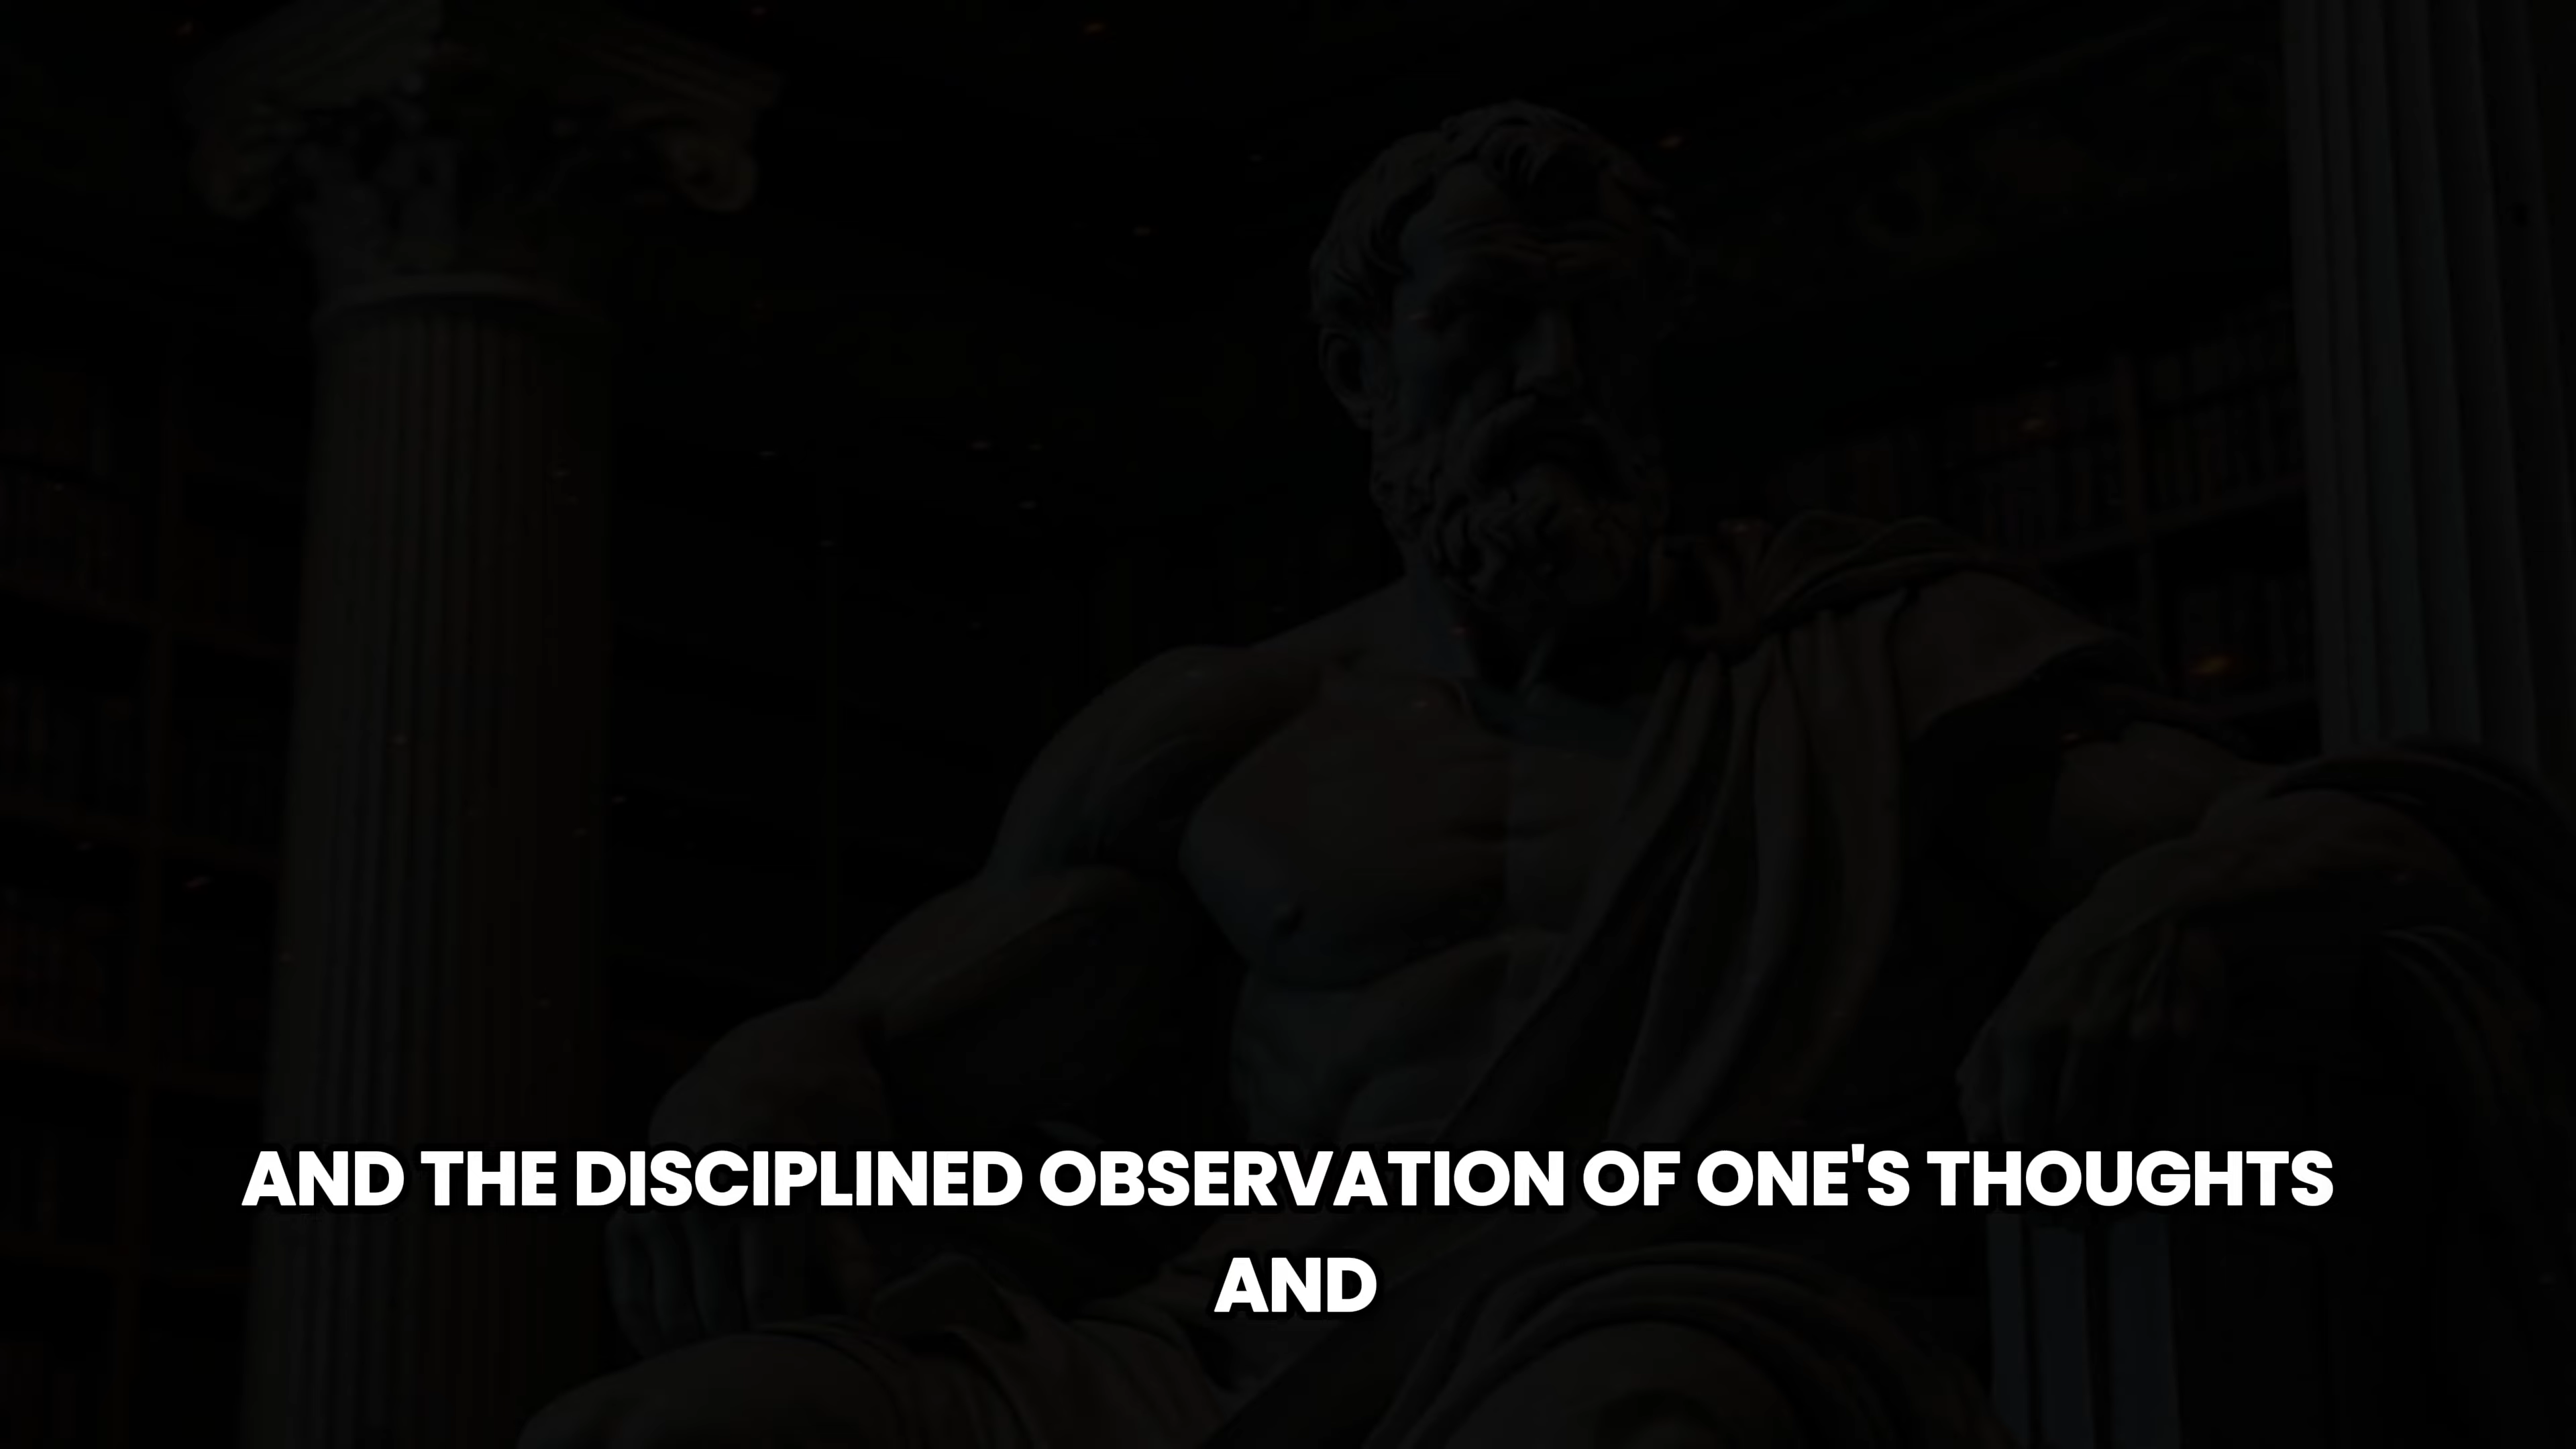 AND THE DISCIPLINED OBSERVATION OF ONE'S THOUGHTS
AND